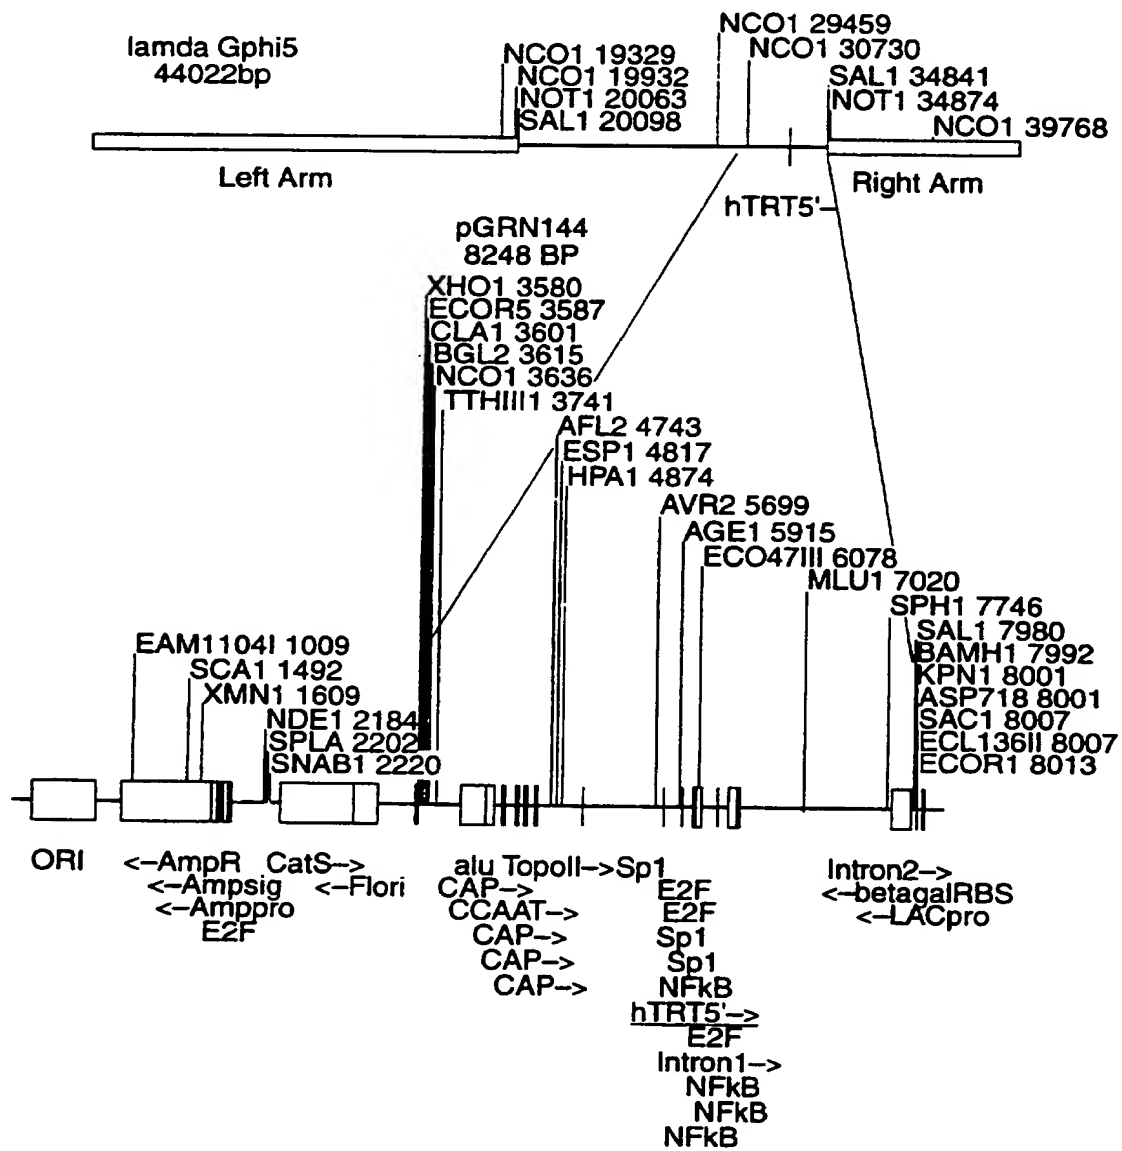 lamda Gphi5
44022bp
NCO1 19329
NCO1 19932
NOT1 20063
SAL1 20098
NCO1 29459
NCO1 30730
SAL1 34841
NOT1 34874
NCO1 39768
Left Arm
Right Arm
hTRT5'
pGRN144
8248 BP
XHO1 3580
ECOR5 3587
CLA1 3601
BGL2 3615
NCO1 3636
TTHIII1 3741
AFL2 4743
ESP1 4817
HPA1 4874
AVR2 5699
AGE1 5915
ECO47III 6078
MLU1 7020
SPH1 7746
SAL1 7980
BAMH1 7992
KPN1 8001
ASP718 8001
SAC1 8007
ECL136II 8007
ECOR1 8013
EAM1104I 1009
SCA1 1492
XMN1 1609
NDE1 2184
SPLA 2202
SNAB1 2220
ORI
<-AmpR
<-Ampsig
<-Amppro
E2F
CatS->
<-Flori
alu TopoII->Sp1
CAP->
CCAAT->
CAP->
CAP->
CAP->
E2F
E2F
Sp1
Sp1
NFkB
hTRT5'->
E2F
Intron1->
NFkB
NFkB
NFkB
Intron2->
<-betagalRBS
<-LACpro